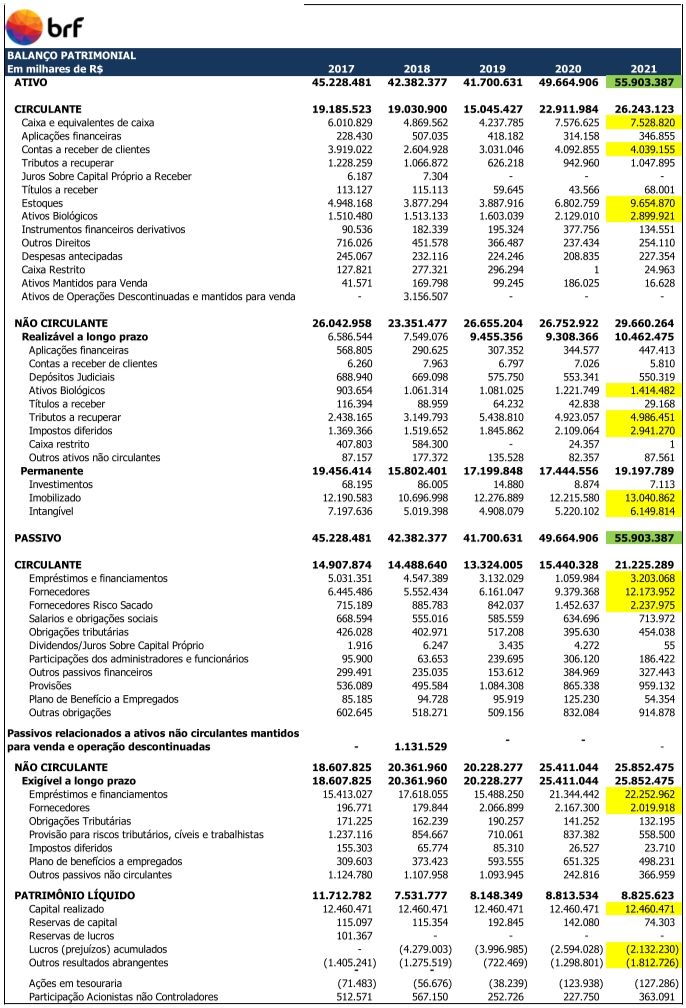 brf
BALANÇO PATRIMONIAL
Em milhares de R$ 2017 2018 2019 2020 2021
ATIVO 45.228.481 42.382.377 41.700.631 49.664.906 55.903.387
CIRCULANTE 19.185.523 19.030.900 15.045.427 22.911.984 26.243.123
Caixa e equivalentes de caixa 6.010.829 4.869.562 4.237.785 7.576.625 7.528.820
Aplicações financeiras 228.430 507.035 418.182 314.158 346.855
Contas a receber de clientes 3.919.022 2.604.928 3.031.046 4.092.855 4.039.155
Tributos a recuperar 1.228.259 1.066.872 626.218 942.960 1.047.895
Juros Sobre Capital Próprio a Receber 6.187 7.304 - - -
Títulos a receber 113.127 115.113 59.645 43.566 68.001
Estoques 4.948.168 3.877.294 3.887.916 6.802.759 9.654.870
Ativos Biológicos 1.510.480 1.513.133 1.603.039 2.129.010 2.899.921
Instrumentos financeiros derivativos 90.536 182.339 195.324 377.756 134.551
Outros Direitos 716.026 451.578 366.487 237.434 254.110
Despesas antecipadas 245.067 232.116 224.246 208.835 227.354
Caixa Restrito 127.821 277.321 296.294 1 24.963
Ativos Mantidos para Venda 41.571 169.798 99.245 186.025 16.628
Ativos de Operações Descontinuadas e mantidos para venda - 3.156.507 - - -
NÃO CIRCULANTE 26.042.958 23.351.477 26.655.204 26.752.922 29.660.264
Realizável a longo prazo 6.586.544 7.549.076 9.455.356 9.308.366 10.462.475
Aplicações financeiras 568.805 290.625 307.352 344.577 447.413
Contas a receber de clientes 6.260 7.963 6.797 7.026 5.810
Depósitos Judiciais 688.940 669.098 575.750 553.341 550.319
Ativos Biológicos 903.654 1.061.314 1.081.025 1.221.749 1.414.482
Títulos a receber 116.394 88.959 64.232 42.838 29.168
Tributos a recuperar 2.438.165 3.149.793 5.438.810 4.923.057 4.986.451
Impostos diferidos 1.369.366 1.519.652 1.845.862 2.109.064 2.941.270
Caixa restrito 407.803 584.300 - 24.357 1
Outros ativos não circulantes 87.157 177.372 135.528 82.357 87.561
Permanente 19.456.414 15.802.401 17.199.848 17.444.556 19.197.789
Investimentos 68.195 86.005 14.880 8.874 7.113
Imobilizado 12.190.583 10.696.998 12.276.889 12.215.580 13.040.862
Intangível 7.197.636 5.019.398 4.908.079 5.220.102 6.149.814
PASSIVO 45.228.481 42.382.377 41.700.631 49.664.906 55.903.387
CIRCULANTE 14.907.874 14.488.640 13.324.005 15.440.328 21.225.289
Empréstimos e financiamentos 5.031.351 4.547.389 3.132.029 1.059.984 3.203.068
Fornecedores 6.445.486 5.552.434 6.161.047 9.379.368 12.173.952
Fornecedores Risco Sacado 715.189 885.783 842.037 1.452.637 2.237.975
Salarios e obrigações sociais 668.594 555.016 585.559 634.696 713.972
Obrigações tributárias 426.028 402.971 517.208 395.630 454.038
Dividendos/Juros Sobre Capital Próprio 1.916 6.247 3.435 4.272 55
Participações dos administradores e funcionários 95.900 63.653 239.695 306.120 186.422
Outros passivos financeiros 299.491 235.035 153.612 384.969 327.443
Provisões 536.089 495.584 1.084.308 865.338 959.132
Plano de Benefício a Empregados 85.185 94.728 95.919 125.230 54.354
Outras obrigações 602.645 518.271 509.156 832.084 914.878
Passivos relacionados a ativos não circulantes mantidos
para venda e operação descontinuadas - 1.131.529 - - -
NÃO CIRCULANTE 18.607.825 20.361.960 20.228.277 25.411.044 25.852.475
Exigível a longo prazo 18.607.825 20.361.960 20.228.277 25.411.044 25.852.475
Empréstimos e financiamentos 15.413.027 17.618.055 15.488.250 21.344.442 22.252.962
Fornecedores 196.771 179.844 2.066.899 2.167.300 2.019.918
Obrigações Tributárias 171.225 162.239 190.257 141.252 132.195
Provisão para riscos tributários, cíveis e trabalhistas 1.237.116 854.667 710.061 837.382 558.500
Impostos diferidos 155.303 65.774 85.310 26.527 23.710
Plano de benefícios a empregados 309.603 373.423 593.555 651.325 498.231
Outros passivos não circulantes 1.124.780 1.107.958 1.093.945 242.816 366.959
PATRIMÔNIO LÍQUIDO 11.712.782 7.531.777 8.148.349 8.813.534 8.825.623
Capital realizado 12.460.471 12.460.471 12.460.471 12.460.471 12.460.471
Reservas de capital 115.097 115.354 192.845 142.080 74.303
Reservas de lucros 101.367 - - - -
Lucros (prejuízos) acumulados - (4.279.003) (3.996.985) (2.594.028) (2.132.230)
Outros resultados abrangentes (1.405.241) (1.275.519) (722.469) (1.298.801) (1.812.726)
- -
Ações em tesouraria (71.483) (56.676) (38.239) (123.938) (127.286)
Participação Acionistas não Controladores 512.571 567.150 252.726 227.750 363.091